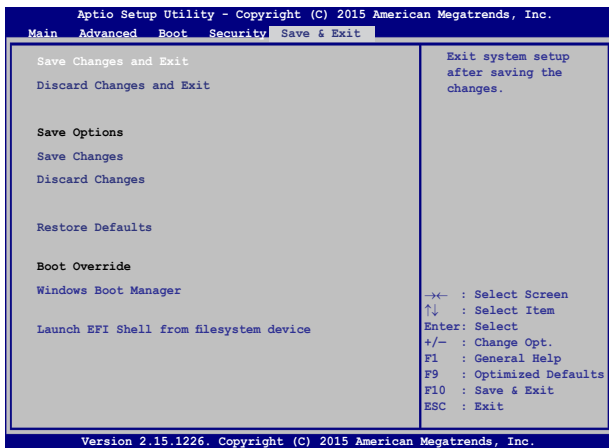 Aptio Setup Utility - Copyright (C) 2015 American Megatrends, Inc.
Main Advanced Boot Security Save & Exit
Save Changes and Exit
Discard Changes and Exit
Save Options
Save Changes
Discard Changes
Restore Defaults
Boot Override
Windows Boot Manager
Launch EFI Shell from filesystem device
Exit system setup
after saving the
changes.
→← : Select Screen
↑↓ : Select Item
Enter: Select
+/— : Change Opt.
F1 : General Help
F9 : Optimized Defaults
F10 : Save & Exit
ESC : Exit
Version 2.15.1226. Copyright (C) 2015 American Megatrends, Inc.